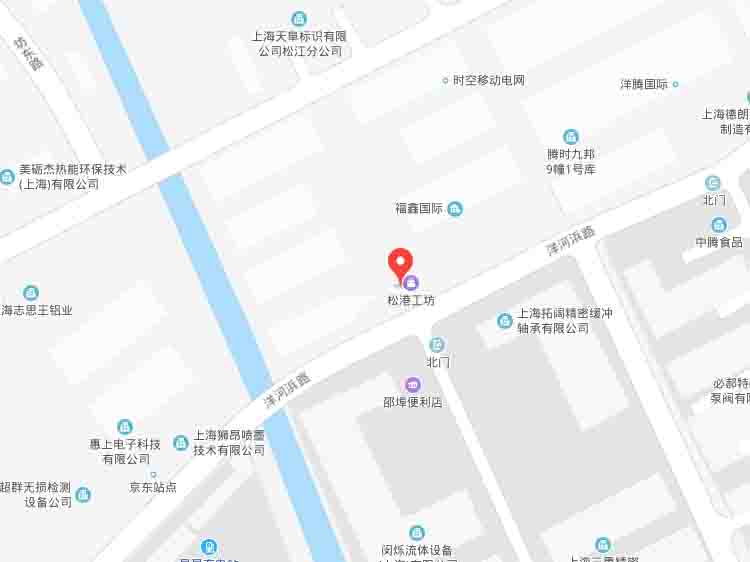 坊东路
上海天阜标识有限
公司松江分公司
时空移动电网
洋腾国际
上海德朗
制造有
腾时九邦
9幢1号库
美砺杰热能环保技术
(上海)有限公司
福鑫国际
北门
洋河浜路
中腾食品
松港工坊
海志思王铝业
上海拓阔精密缓冲
轴承有限公司
北门
洋河浜路
邵埠便利店
必郝特
泵阀有限
惠上电子科技
有限公司
上海狮昂喷墨
技术有限公司
京东站点
超群无损检测
设备公司
闵烁流体设备